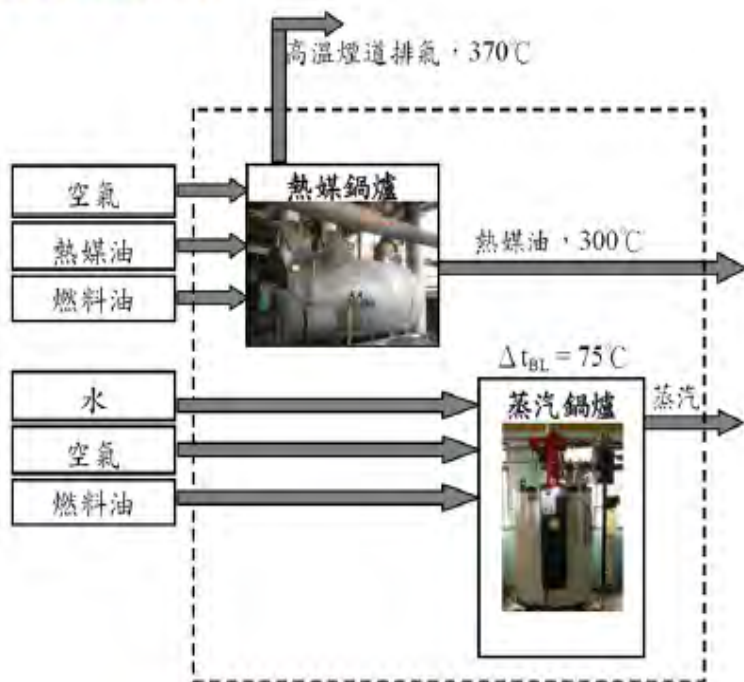 高溫煙道排氣，370℃
空氣
熱媒油
燃料油
熱媒鍋爐
熱媒油，300℃
Δt_BL = 75℃
水
空氣
燃料油
蒸汽鍋爐
蒸汽